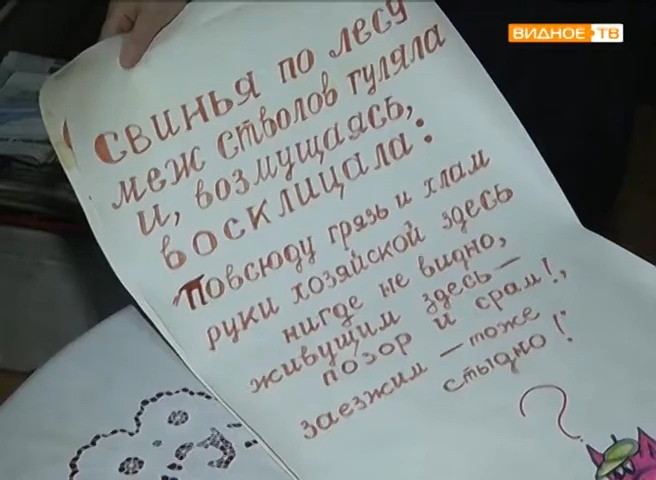 ВИДНОЕ ТВ
Свинья по лесу
меж стволов гуляла
и, возмущаясь,
восклицала:
"Повсюду грязь и хлам
руки хозяйской здесь
нигде не видно,
живущим здесь —
позор и срам!,
заезжим — тоже
стыдно!"
?